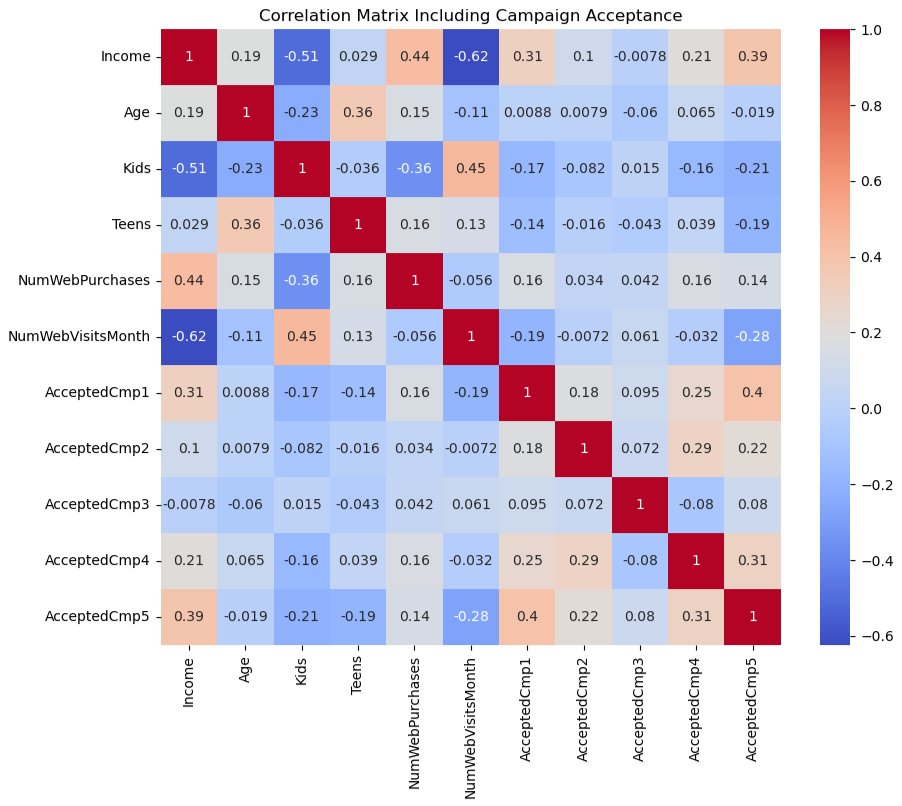 Correlation Matrix Including Campaign Acceptance
Income 1 0.19 -0.51 0.029 0.44 -0.62 0.31 0.1 -0.0078 0.21 0.39
Age 0.19 1 -0.23 0.36 0.15 -0.11 0.0088 0.0079 -0.06 0.065 -0.019
Kids -0.51 -0.23 1 -0.036 -0.36 0.45 -0.17 -0.082 0.015 -0.16 -0.21
Teens 0.029 0.36 -0.036 1 0.16 0.13 -0.14 -0.016 -0.043 0.039 -0.19
NumWebPurchases 0.44 0.15 -0.36 0.16 1 -0.056 0.16 0.034 0.042 0.16 0.14
NumWebVisitsMonth -0.62 -0.11 0.45 0.13 -0.056 1 -0.19 -0.0072 0.061 -0.032 -0.28
AcceptedCmp1 0.31 0.0088 -0.17 -0.14 0.16 -0.19 1 0.18 0.095 0.25 0.4
AcceptedCmp2 0.1 0.0079 -0.082 -0.016 0.034 -0.0072 0.18 1 0.072 0.29 0.22
AcceptedCmp3 -0.0078 -0.06 0.015 -0.043 0.042 0.061 0.095 0.072 1 -0.08 0.08
AcceptedCmp4 0.21 0.065 -0.16 0.039 0.16 -0.032 0.25 0.29 -0.08 1 0.31
AcceptedCmp5 0.39 -0.019 -0.21 -0.19 0.14 -0.28 0.4 0.22 0.08 0.31 1
Income
Age
Kids
Teens
NumWebPurchases
NumWebVisitsMonth
AcceptedCmp1
AcceptedCmp2
AcceptedCmp3
AcceptedCmp4
AcceptedCmp5
1.0
0.8
0.6
0.4
0.2
0.0
−0.2
−0.4
−0.6